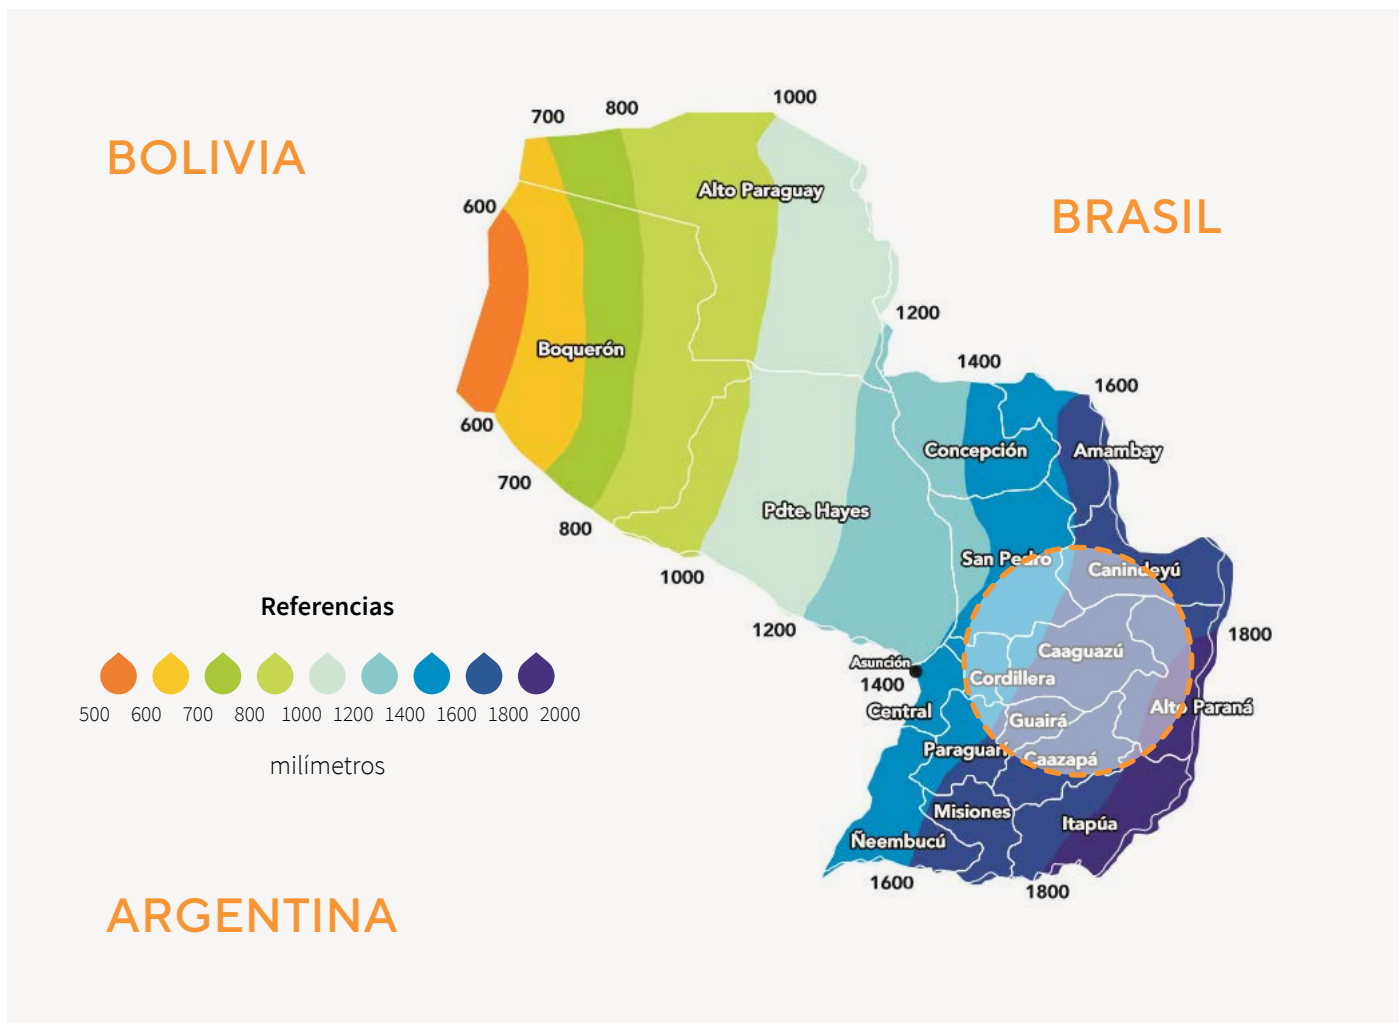 1000
800
700
BOLIVIA
Alto Paraguay
600
BRASIL
1200
Boquerón
1400
1600
600
Concepción
Amambay
700
Pdte. Hayes
800
San Pedro
Canindeyú
1000
Referencias
1200
1800
Caaguazú
Asunción
1400
Cordillera
Central
Alto Paraná
500 600 700 800 1000 1200 1400 1600 1800 2000
Guairá
Paraguarí
Caazapá
milímetros
Misiones
Itapúa
Ñeembucú
1600
1800
ARGENTINA